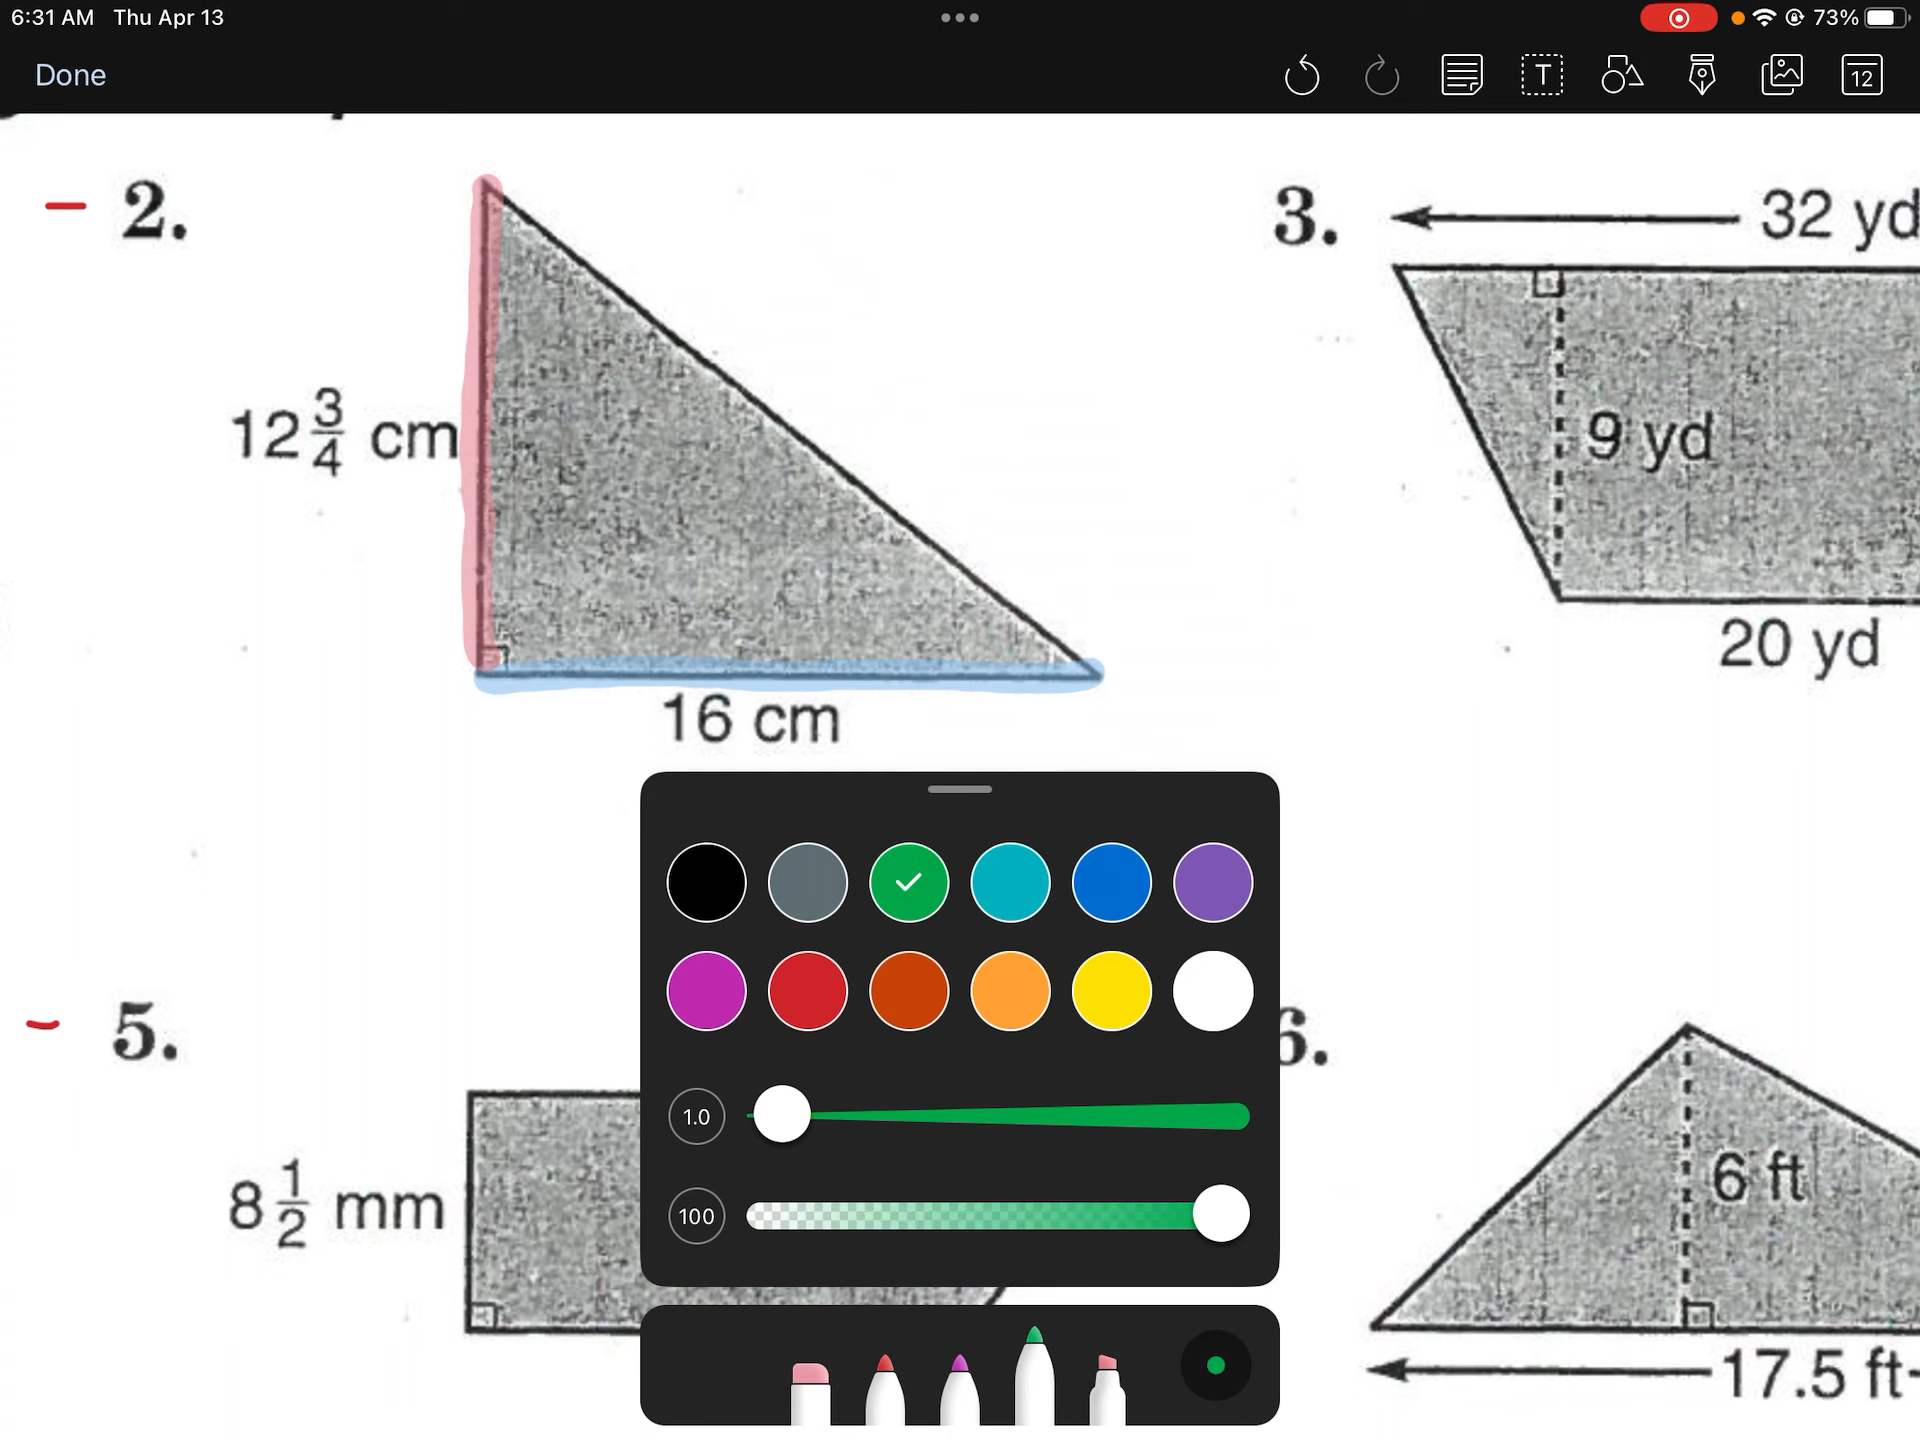 6:31 AM Thu Apr 13
73%
Done
T
12
2.
12 3/4 cm
16 cm
3.
32 yd
9 yd
20 yd
5.
8 1/2 mm
1.0
100
6.
6 ft
17.5 ft